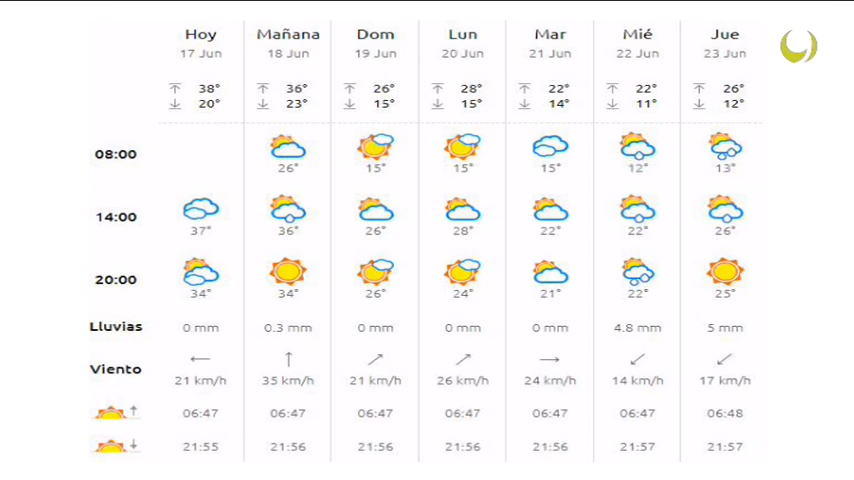 Hoy Mañana Dom Lun Mar Mié Jue
17 Jun 18 Jun 19 Jun 20 Jun 21 Jun 22 Jun 23 Jun
38° 36° 26° 28° 22° 22° 26°
20° 23° 15° 15° 14° 11° 12°
08:00
26° 15° 15° 15° 12° 13°
14:00
37° 36° 26° 28° 22° 22° 26°
20:00
34° 34° 26° 24° 21° 22° 25°
Lluvias 0 mm 0.3 mm 0 mm 0 mm 0 mm 4.8 mm 5 mm
Viento
21 km/h 35 km/h 21 km/h 26 km/h 24 km/h 14 km/h 17 km/h
06:47 06:47 06:47 06:47 06:47 06:47 06:48
21:55 21:56 21:56 21:56 21:56 21:57 21:57